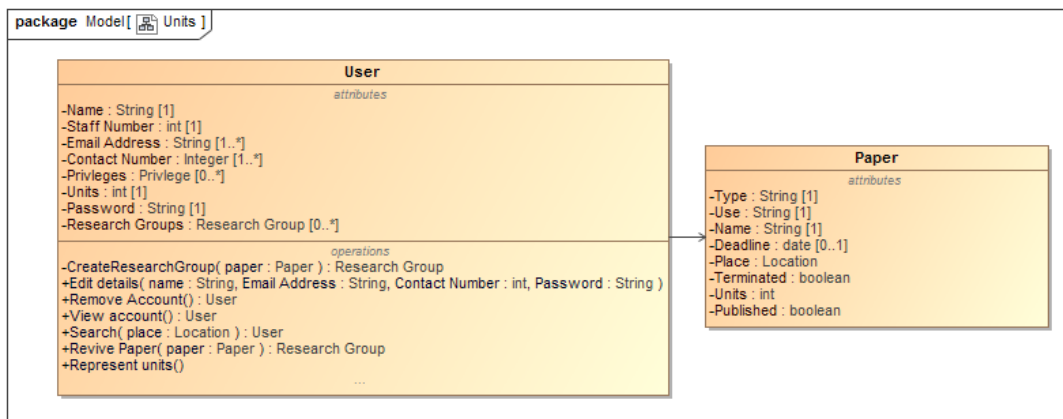 package Model[ Units ]
User
attributes
-Name : String [1]
-Staff Number : int [1]
-Email Address : String [1..*]
-Contact Number : Integer [1..*]
-Privleges : Privlege [0..*]
-Units : int [1]
-Password : String [1]
-Research Groups : Research Group [0..*]
operations
-CreateResearchGroup( paper : Paper ) : Research Group
+Edit details( name : String, Email Address : String, Contact Number : int, Password : String )
+Remove Account() : User
+View account() : User
+Search( place : Location ) : User
+Revive Paper( paper : Paper ) : Research Group
+Represent units()
...
Paper
attributes
-Type : String [1]
-Use : String [1]
-Name : String [1]
-Deadline : date [0..1]
-Place : Location
-Terminated : boolean
-Units : int
-Published : boolean